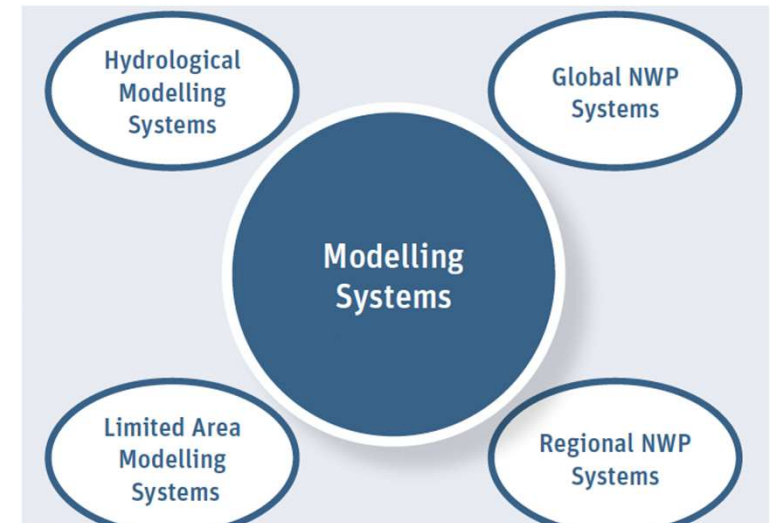 Hydrological
Modelling
Systems
Global NWP
Systems
Modelling
Systems
Limited Area
Modelling
Systems
Regional NWP
Systems